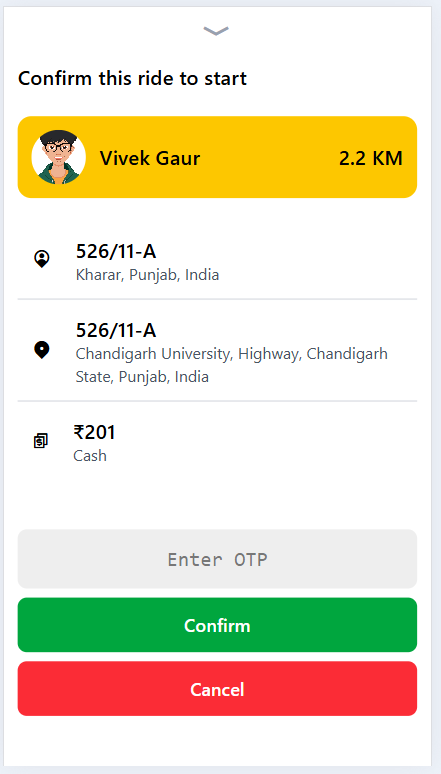 Confirm this ride to start
Vivek Gaur 2.2 KM
526/11-A
Kharar, Punjab, India
526/11-A
Chandigarh University, Highway, Chandigarh
State, Punjab, India
₹201
Cash
Enter OTP
Confirm
Cancel